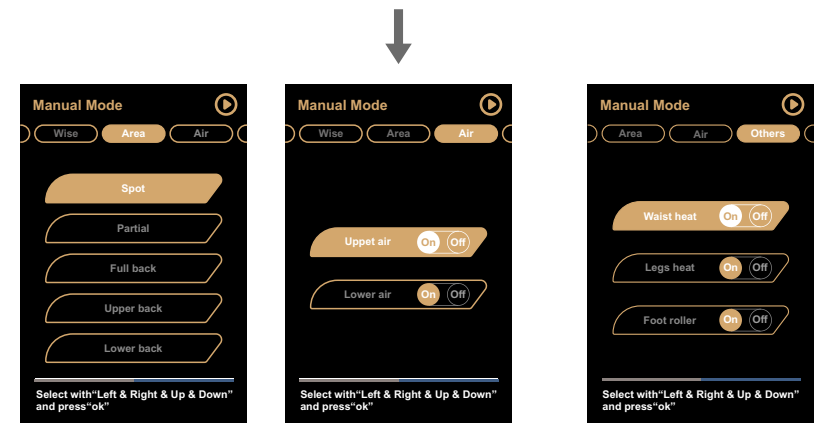 Manual Mode
Wise Area Air
Spot
Partial
Full back
Upper back
Lower back
Select with“Left & Right & Up & Down”
and press“ok”
Manual Mode
Wise Area Air
Uppet air On Off
Lower air On Off
Select with“Left & Right & Up & Down”
and press“ok”
Manual Mode
Area Air Others
Waist heat On Off
Legs heat On Off
Foot roller On Off
Select with“Left & Right & Up & Down”
and press“ok”